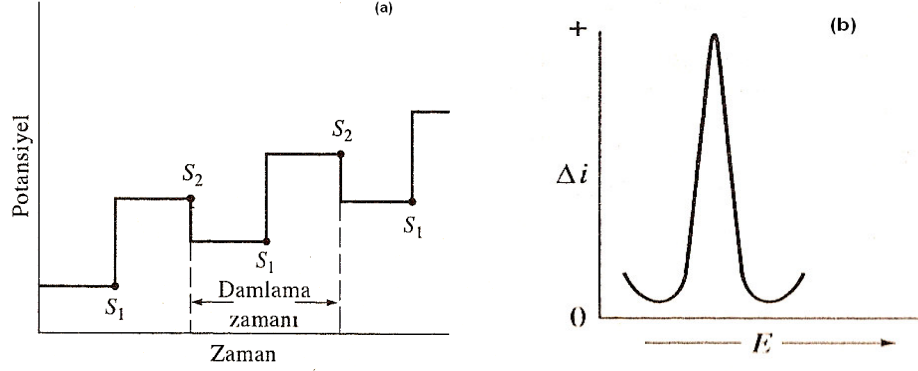 (a)
Potansiyel
S1
S2
S1
S2
S1
Damlama
zamanı
Zaman
(b)
+
Δi
0
E